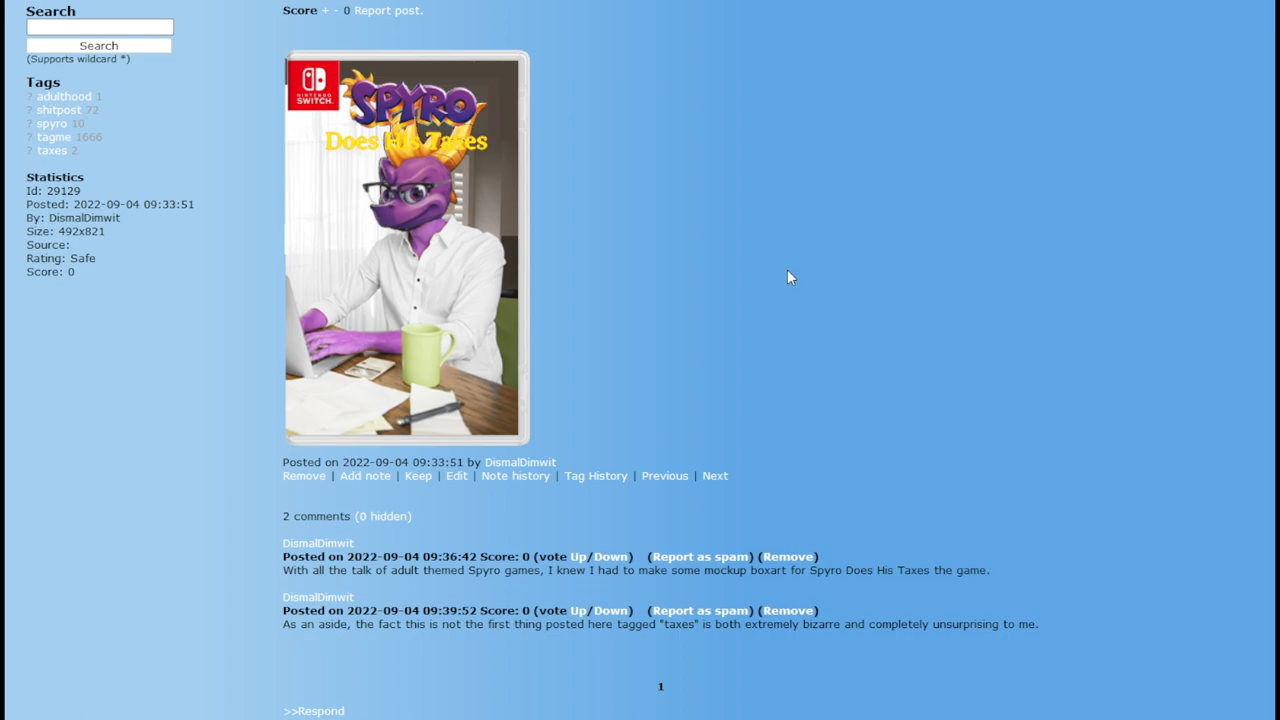 Search
Search
(Supports wildcard *)
Tags
? adulthood 1
? shitpost 72
? spyro 10
? tagme 1666
? taxes 2
Statistics
Id: 29129
Posted: 2022-09-04 09:33:51
By: DismalDimwit
Size: 492x821
Source:
Rating: Safe
Score: 0
Score + - 0 Report post.
NINTENDO
SWITCH.
SPYRO
Does His Taxes
Posted on 2022-09-04 09:33:51 by DismalDimwit
Remove | Add note | Keep | Edit | Note history | Tag History | Previous | Next
2 comments (0 hidden)
DismalDimwit
Posted on 2022-09-04 09:36:42 Score: 0 (vote Up/Down) (Report as spam) (Remove)
With all the talk of adult themed Spyro games, I knew I had to make some mockup boxart for Spyro Does His Taxes the game.
DismalDimwit
Posted on 2022-09-04 09:39:52 Score: 0 (vote Up/Down) (Report as spam) (Remove)
As an aside, the fact this is not the first thing posted here tagged "taxes" is both extremely bizarre and completely unsurprising to me.
1
>>Respond